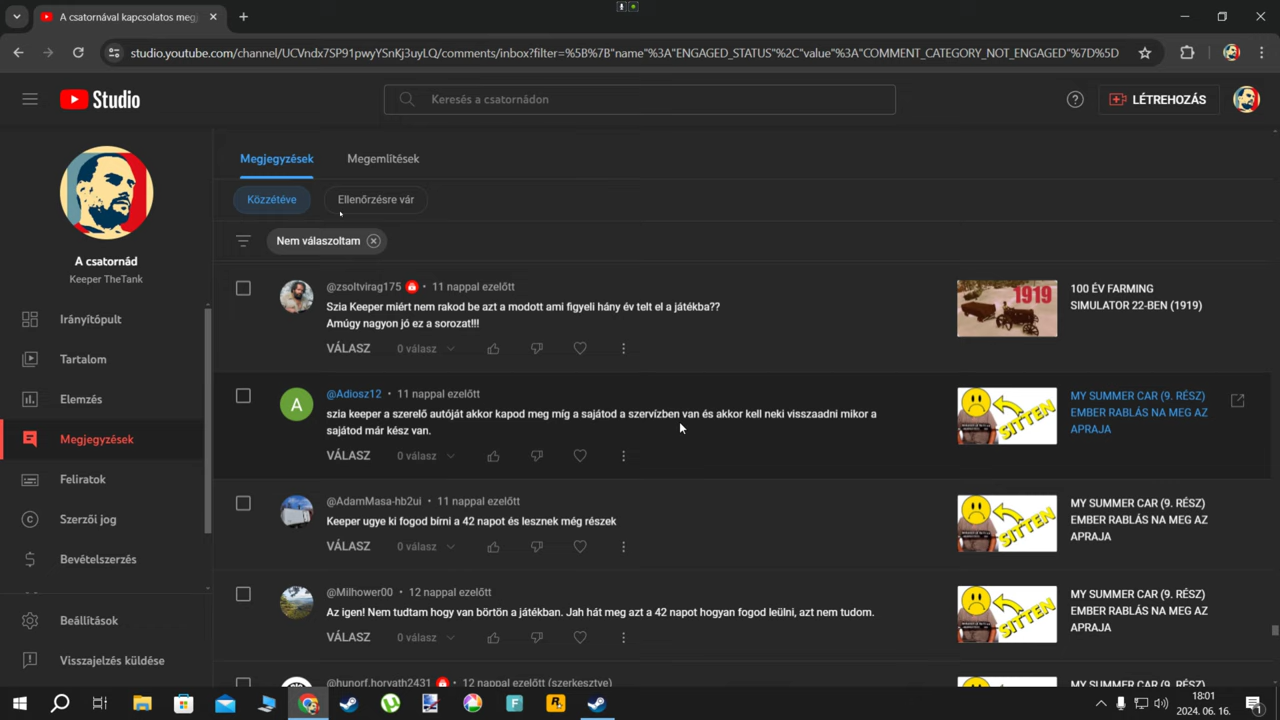 A csatornával kapcsolatos meg
studio.youtube.com/channel/UCVndx7SP91pwyYSnKj3uyLQ/comments/inbox?filter=%5B%7B"name"%3A"ENGAGED_STATUS"%2C"value"%3A"COMMENT_CATEGORY_NOT_ENGAGED"%7D%5D
Studio
Keresés a csatornádon
LÉTREHOZÁS
A csatornád
Keeper TheTank
Irányítópult
Tartalom
Elemzés
Megjegyzések
Feliratok
Szerzői jog
Bevételszerzés
Beállítások
Visszajelzés küldése
Megjegyzések
Megemlítések
Közzétéve
Ellenőrzésre vár
Nem válaszoltam
@zsoltvirag175 • 11 nappal ezelőtt
Szia Keeper miért nem rakod be azt a modott ami figyeli hány év telt el a játékba??
Amúgy nagyon jó ez a sorozat!!!
VÁLASZ 0 válasz
1919
100 ÉV FARMING
SIMULATOR 22-BEN (1919)
A
@Adiosz12 • 11 nappal ezelőtt
szia keeper a szerelő autóját akkor kapod meg míg a sajátod a szervízben van és akkor kell neki visszaadni mikor a
sajátod már kész van.
VÁLASZ 0 válasz
SITTEN
MY SUMMER CAR (9. RÉSZ)
EMBER RABLÁS NA MEG AZ
APRAJA
@AdamMasa-hb2ui • 11 nappal ezelőtt
Keeper ugye ki fogod bírni a 42 napot és lesznek még részek
VÁLASZ 0 válasz
SITTEN
MY SUMMER CAR (9. RÉSZ)
EMBER RABLÁS NA MEG AZ
APRAJA
@Milhower00 • 12 nappal ezelőtt
Az igen! Nem tudtam hogy van börtön a játékban. Jah hát meg azt a 42 napot hogyan fogod leülni, azt nem tudom.
VÁLASZ 0 válasz
SITTEN
MY SUMMER CAR (9. RÉSZ)
EMBER RABLÁS NA MEG AZ
APRAJA
@hunorf.horvath2431 • 12 nappal ezelőtt (szerkesztve)
MY SUMMER CAR (9. RÉSZ)
18:01
2024. 06. 16.